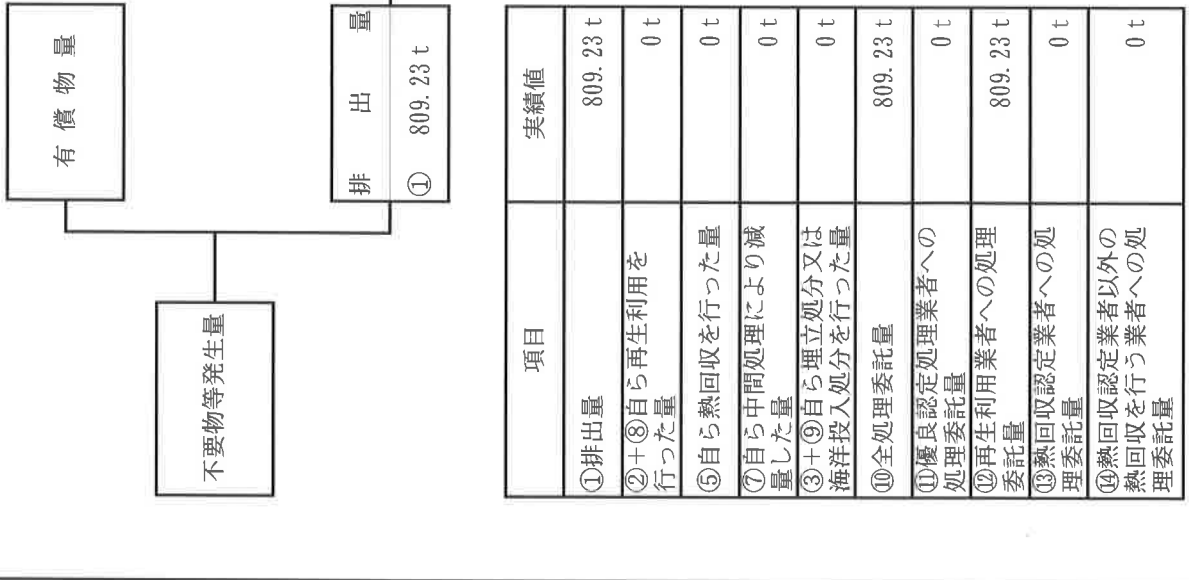 有償物量
不要物等発生量
排出量
① 809.23 t
項目 実績値
①排出量 809.23 t
②+⑧自ら再生利用を
行った量 0 t
⑤自ら熱回収を行った量 0 t
⑦自ら中間処理により減
量した量 0 t
③+⑨自ら埋立処分又は
海洋投入処分を行った量 0 t
⑩全処理委託量 809.23 t
⑪優良認定処理業者への
処理委託量 0 t
⑫再生利用業者への処理
委託量 809.23 t
⑬熱回収認定業者への処
理委託量 0 t
⑭熱回収認定業者以外の
熱回収を行う業者への処
理委託量 0 t